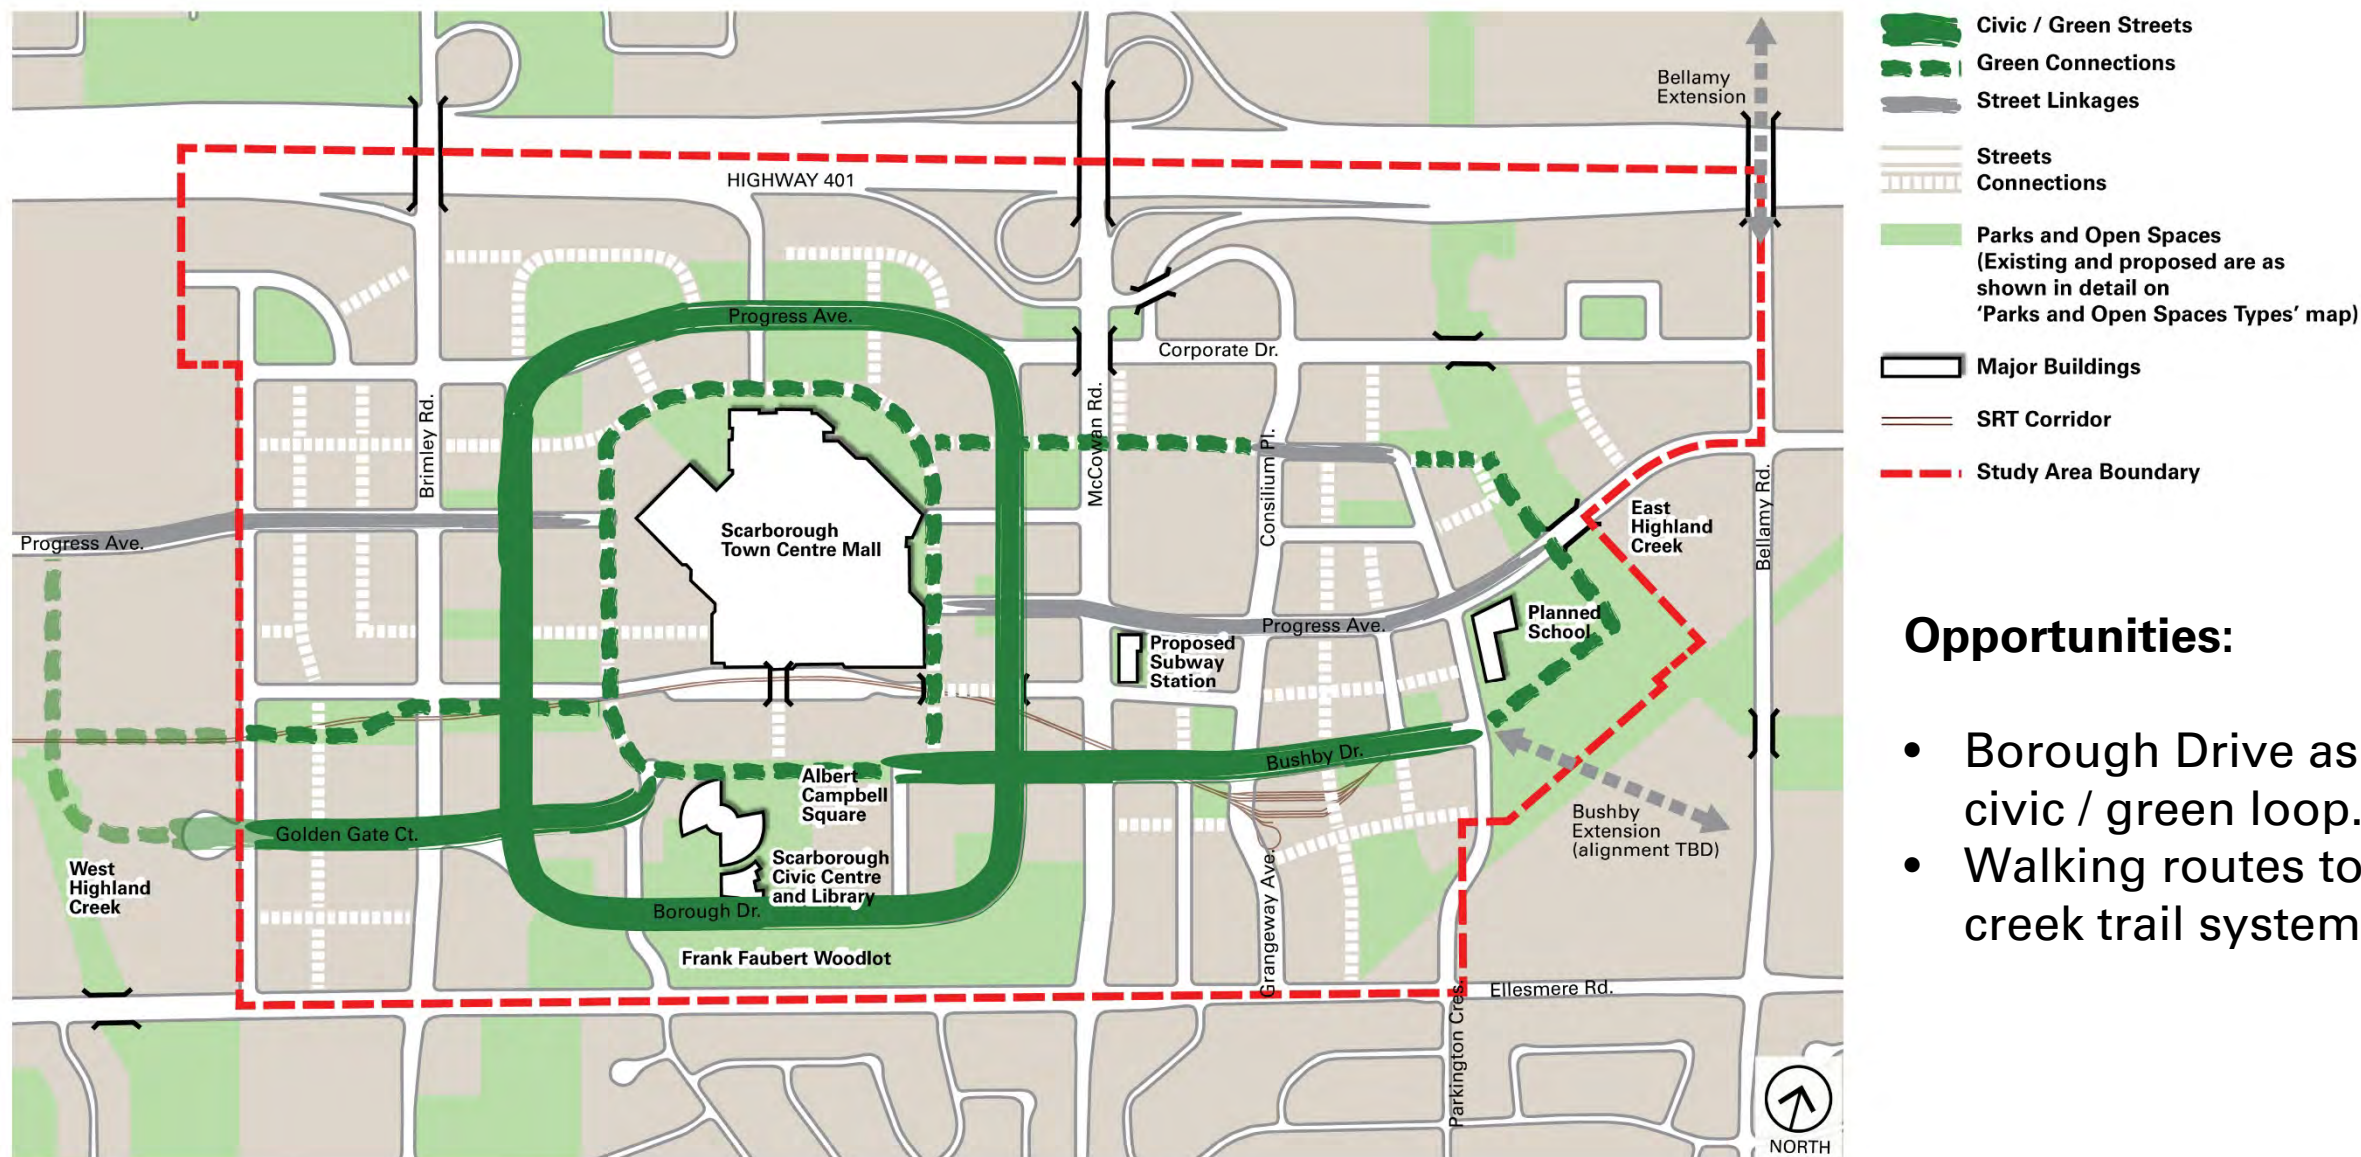 Bellamy
Extension
HIGHWAY 401
Progress Ave.
Corporate Dr.
Brimley Rd.
McCowan Rd.
Consilium Pl.
Bellamy Rd.
Progress Ave.
Scarborough
Town Centre Mall
East
Highland
Creek
Planned
School
Progress Ave.
Proposed
Subway
Station
Bushby Dr.
Albert
Campbell
Square
Golden Gate Ct.
Bushby
Extension
(alignment TBD)
West
Highland
Creek
Scarborough
Civic Centre
and Library
Borough Dr.
Grangeway Ave.
Frank Faubert Woodlot
Ellesmere Rd.
Parkington Cres.
NORTH
Civic / Green Streets
Green Connections
Street Linkages
Streets
Connections
Parks and Open Spaces
(Existing and proposed are as
shown in detail on
‘Parks and Open Spaces Types’ map)
Major Buildings
SRT Corridor
Study Area Boundary
Opportunities:
• Borough Drive as
civic / green loop.
• Walking routes to
creek trail system